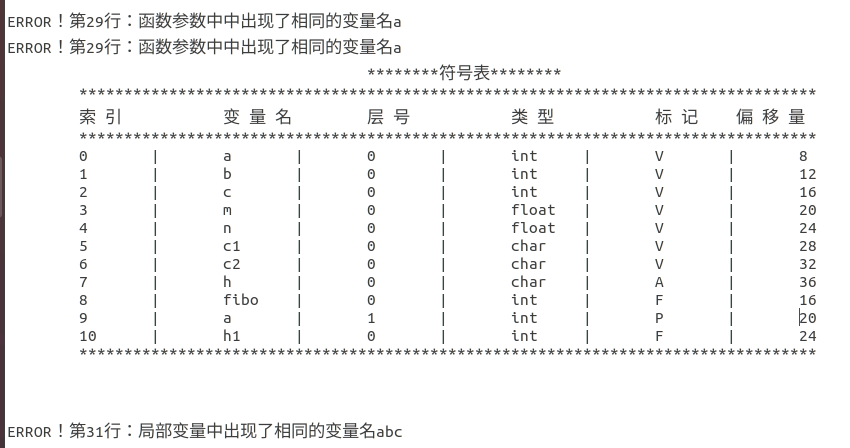 ERROR！第29行：函数参数中中出现了相同的变量名a
ERROR！第29行：函数参数中中出现了相同的变量名a
********符号表********
**********************************************************************************
索 引 变 量 名 层 号 类 型 标 记 偏 移 量
**********************************************************************************
0 | a | 0 | int | V | 8
1 | b | 0 | int | V | 12
2 | c | 0 | int | V | 16
3 | m | 0 | float | V | 20
4 | n | 0 | float | V | 24
5 | c1 | 0 | char | V | 28
6 | c2 | 0 | char | V | 32
7 | h | 0 | char | A | 36
8 | fibo | 0 | int | F | 16
9 | a | 1 | int | P | 20
10 | h1 | 0 | int | F | 24
**********************************************************************************
ERROR！第31行：局部变量中出现了相同的变量名abc